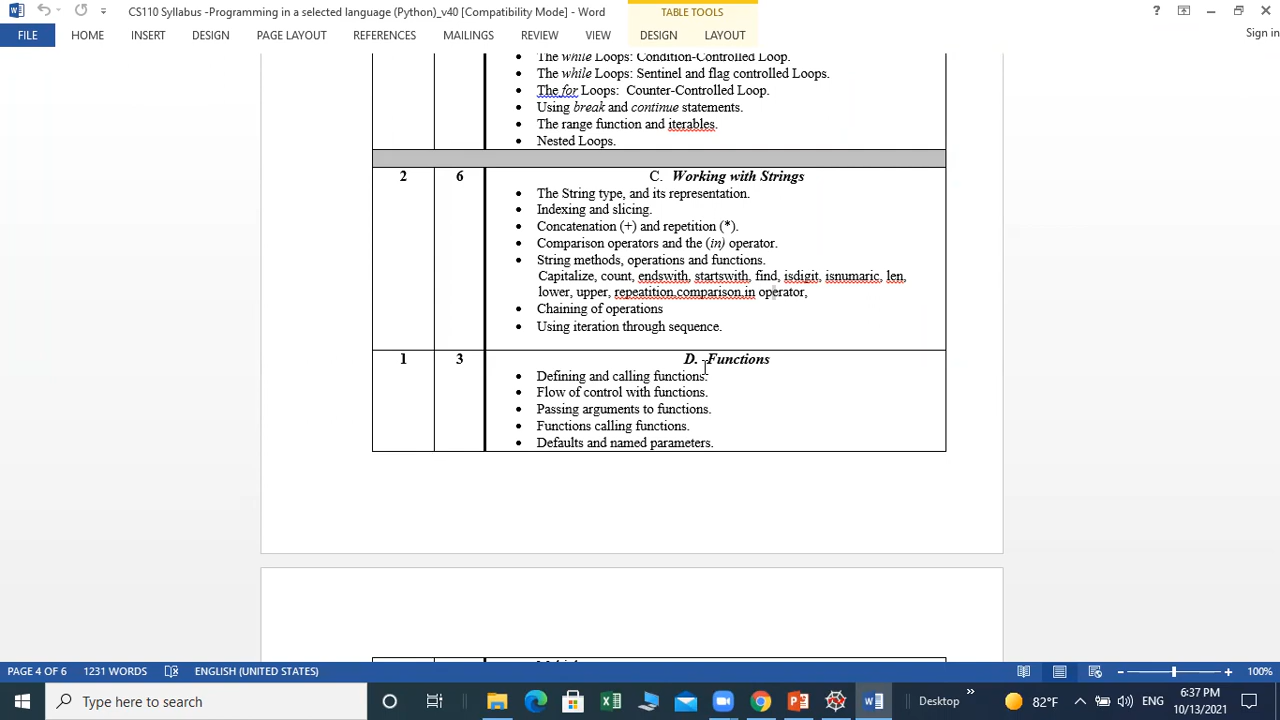 CS110 Syllabus -Programming in a selected language (Python)_v40 [Compatibility Mode] - Word
TABLE TOOLS
?
FILE HOME INSERT DESIGN PAGE LAYOUT REFERENCES MAILINGS REVIEW VIEW DESIGN LAYOUT Sign in
• The while Loops: Condition-Controlled Loop.
• The while Loops: Sentinel and flag controlled Loops.
• The for Loops: Counter-Controlled Loop.
• Using break and continue statements.
• The range function and iterables.
• Nested Loops.
2 6 C. Working with Strings
• The String type, and its representation.
• Indexing and slicing.
• Concatenation (+) and repetition (*).
• Comparison operators and the (in) operator.
• String methods, operations and functions.
Capitalize, count, endswith, startswith, find, isdigit, isnumaric, len,
lower, upper, repeatition,comparison,in operator,
• Chaining of operations
• Using iteration through sequence.
1 3 D. Functions
• Defining and calling functions.
• Flow of control with functions.
• Passing arguments to functions.
• Functions calling functions.
• Defaults and named parameters.
PAGE 4 OF 6 1231 WORDS ENGLISH (UNITED STATES) 100%
Type here to search Desktop 82°F ENG 6:37 PM
10/13/2021